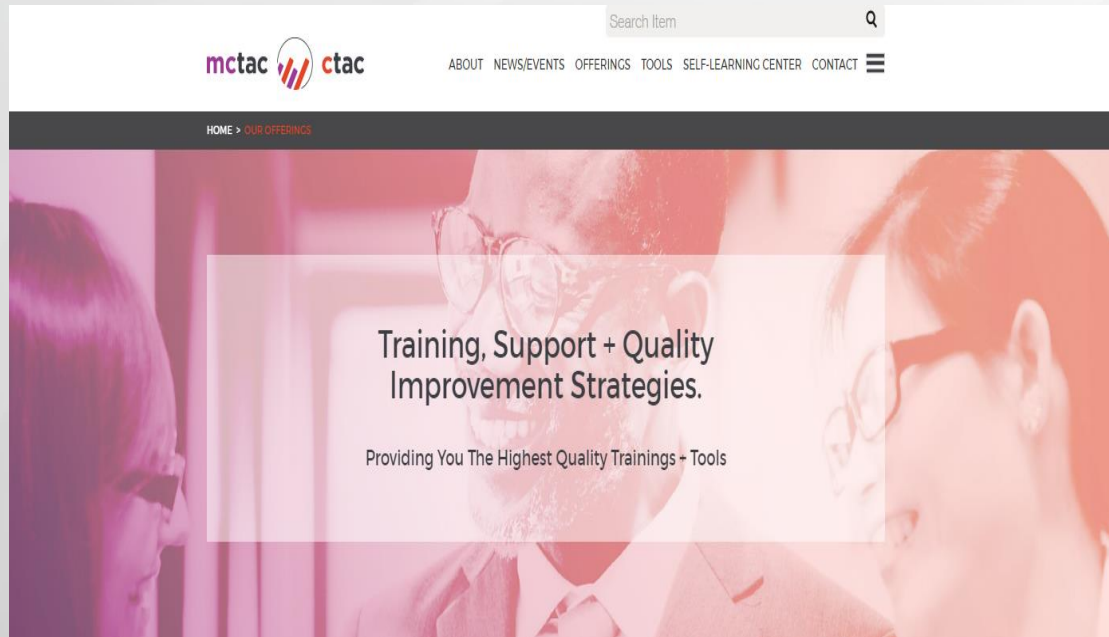 Search Item
mctac ctac
ABOUT NEWS/EVENTS OFFERINGS TOOLS SELF-LEARNING CENTER CONTACT
HOME > OUR OFFERINGS
Training, Support + Quality
Improvement Strategies.
Providing You The Highest Quality Trainings + Tools